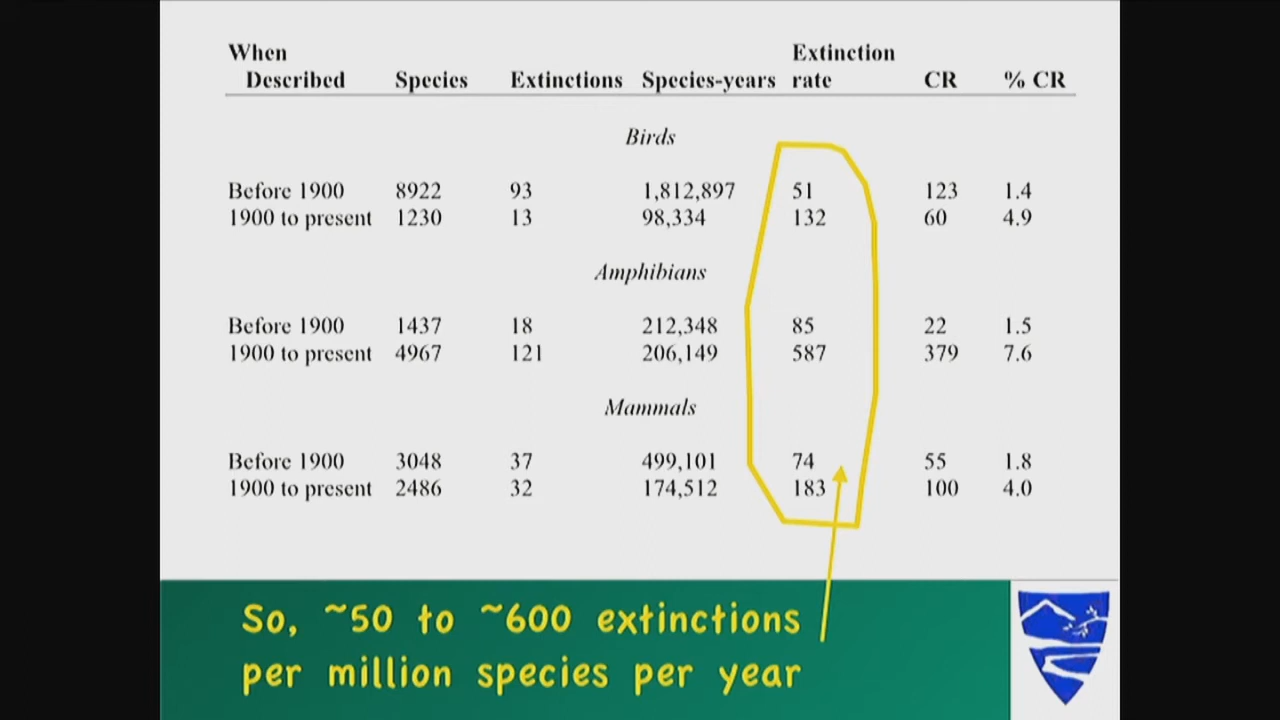 When Extinction
Described Species Extinctions Species-years rate CR % CR
Birds
Before 1900 8922 93 1,812,897 51 123 1.4
1900 to present 1230 13 98,334 132 60 4.9
Amphibians
Before 1900 1437 18 212,348 85 22 1.5
1900 to present 4967 121 206,149 587 379 7.6
Mammals
Before 1900 3048 37 499,101 74 55 1.8
1900 to present 2486 32 174,512 183 100 4.0
So, ~50 to ~600 extinctions
per million species per year